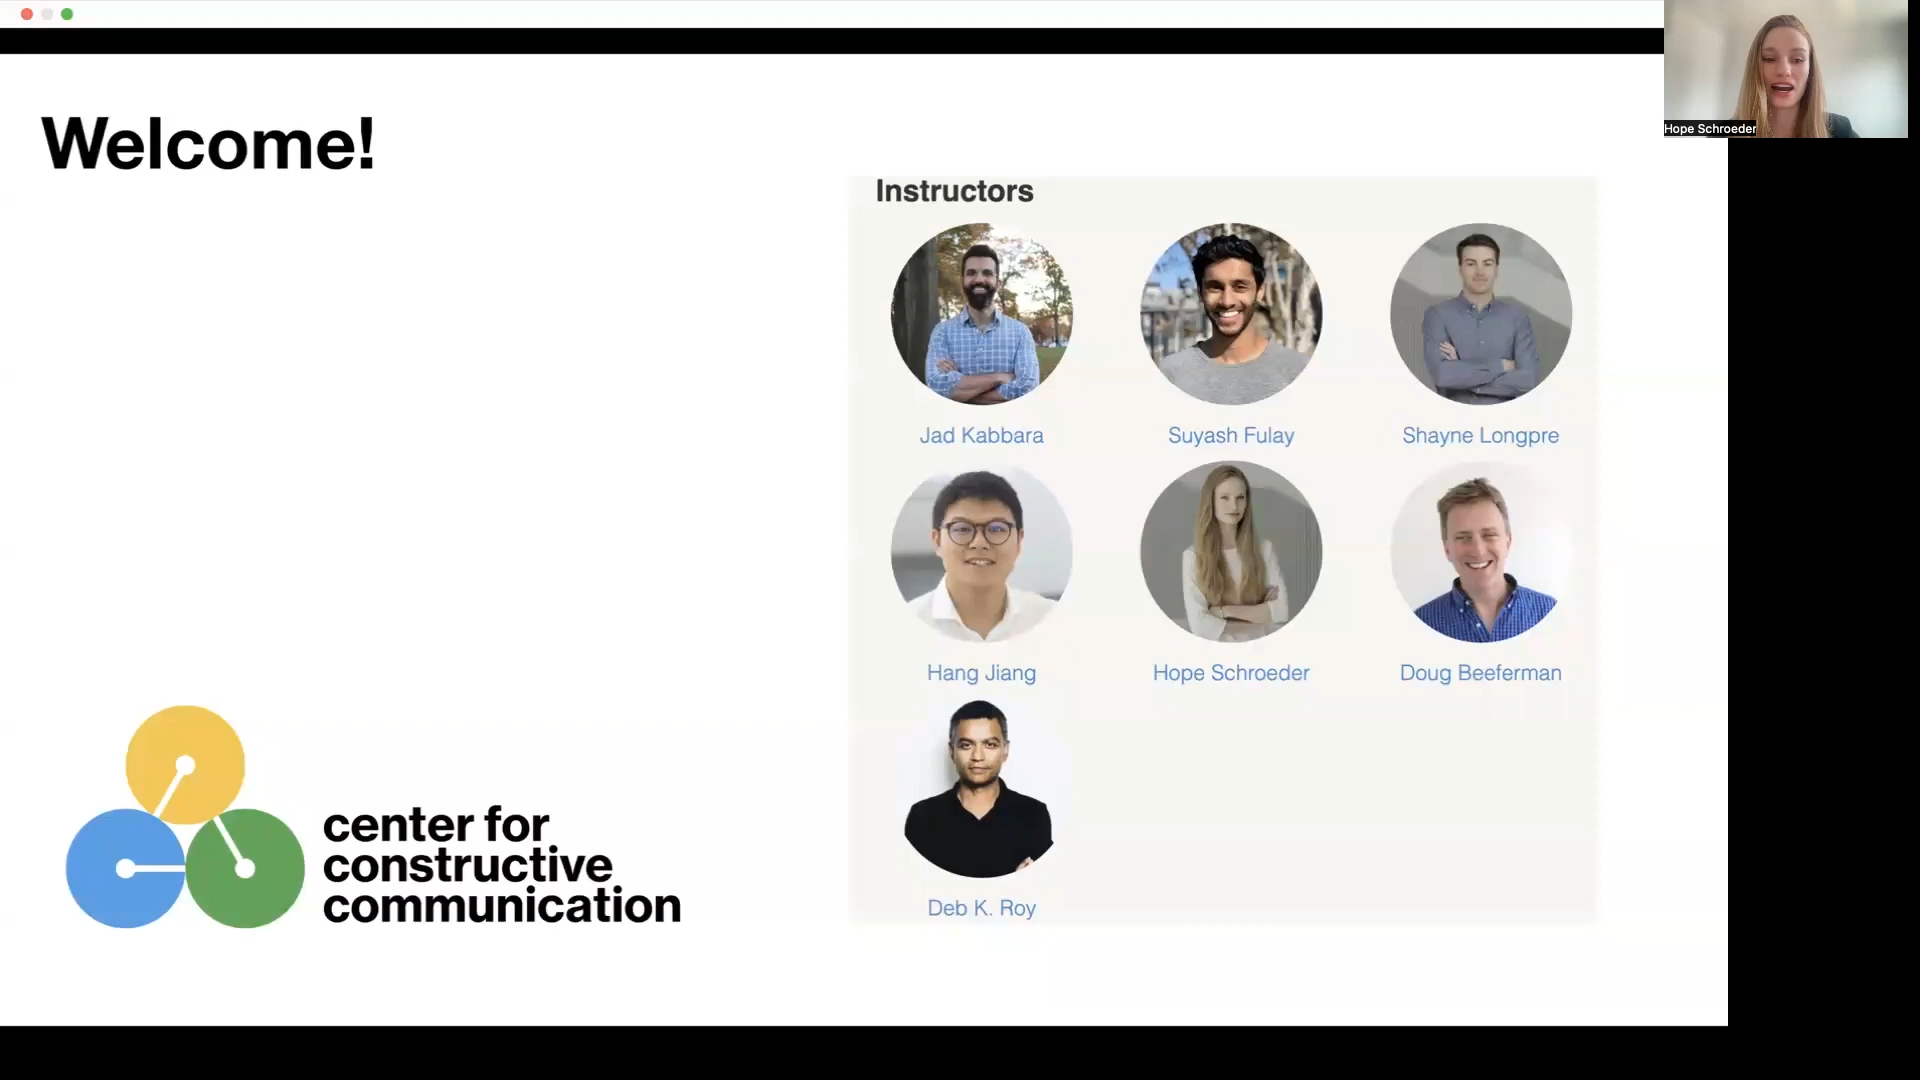 Welcome!
Instructors
Jad Kabbara
Suyash Fulay
Shayne Longpre
Hang Jiang
Hope Schroeder
Doug Beeferman
Deb K. Roy
center for
constructive
communication
Hope Schroeder